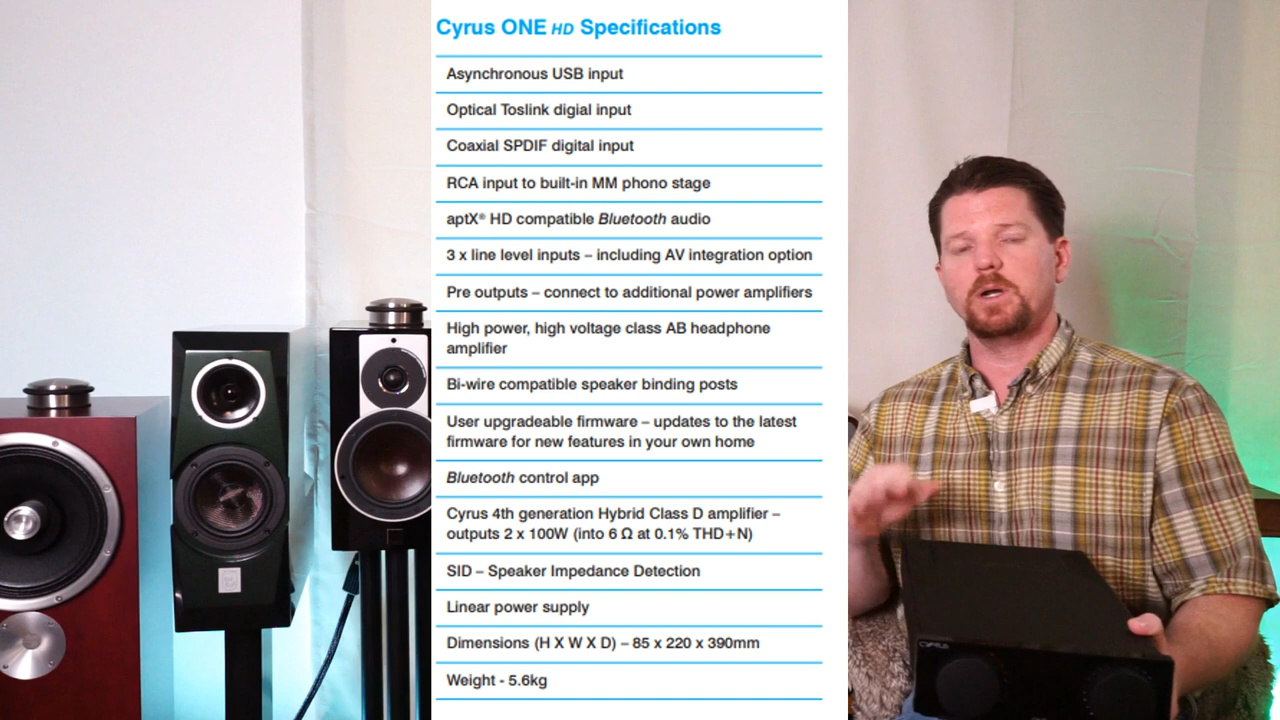 Cyrus ONE HD Specifications
Asynchronous USB input
Optical Toslink digial input
Coaxial SPDIF digital input
RCA input to built-in MM phono stage
aptX® HD compatible Bluetooth audio
3 x line level inputs – including AV integration option
Pre outputs – connect to additional power amplifiers
High power, high voltage class AB headphone
amplifier
Bi-wire compatible speaker binding posts
User upgradeable firmware – updates to the latest
firmware for new features in your own home
Bluetooth control app
Cyrus 4th generation Hybrid Class D amplifier –
outputs 2 x 100W (into 6 Ω at 0.1% THD+N)
SID – Speaker Impedance Detection
Linear power supply
Dimensions (H X W X D) – 85 x 220 x 390mm
Weight - 5.6kg
CYRUS